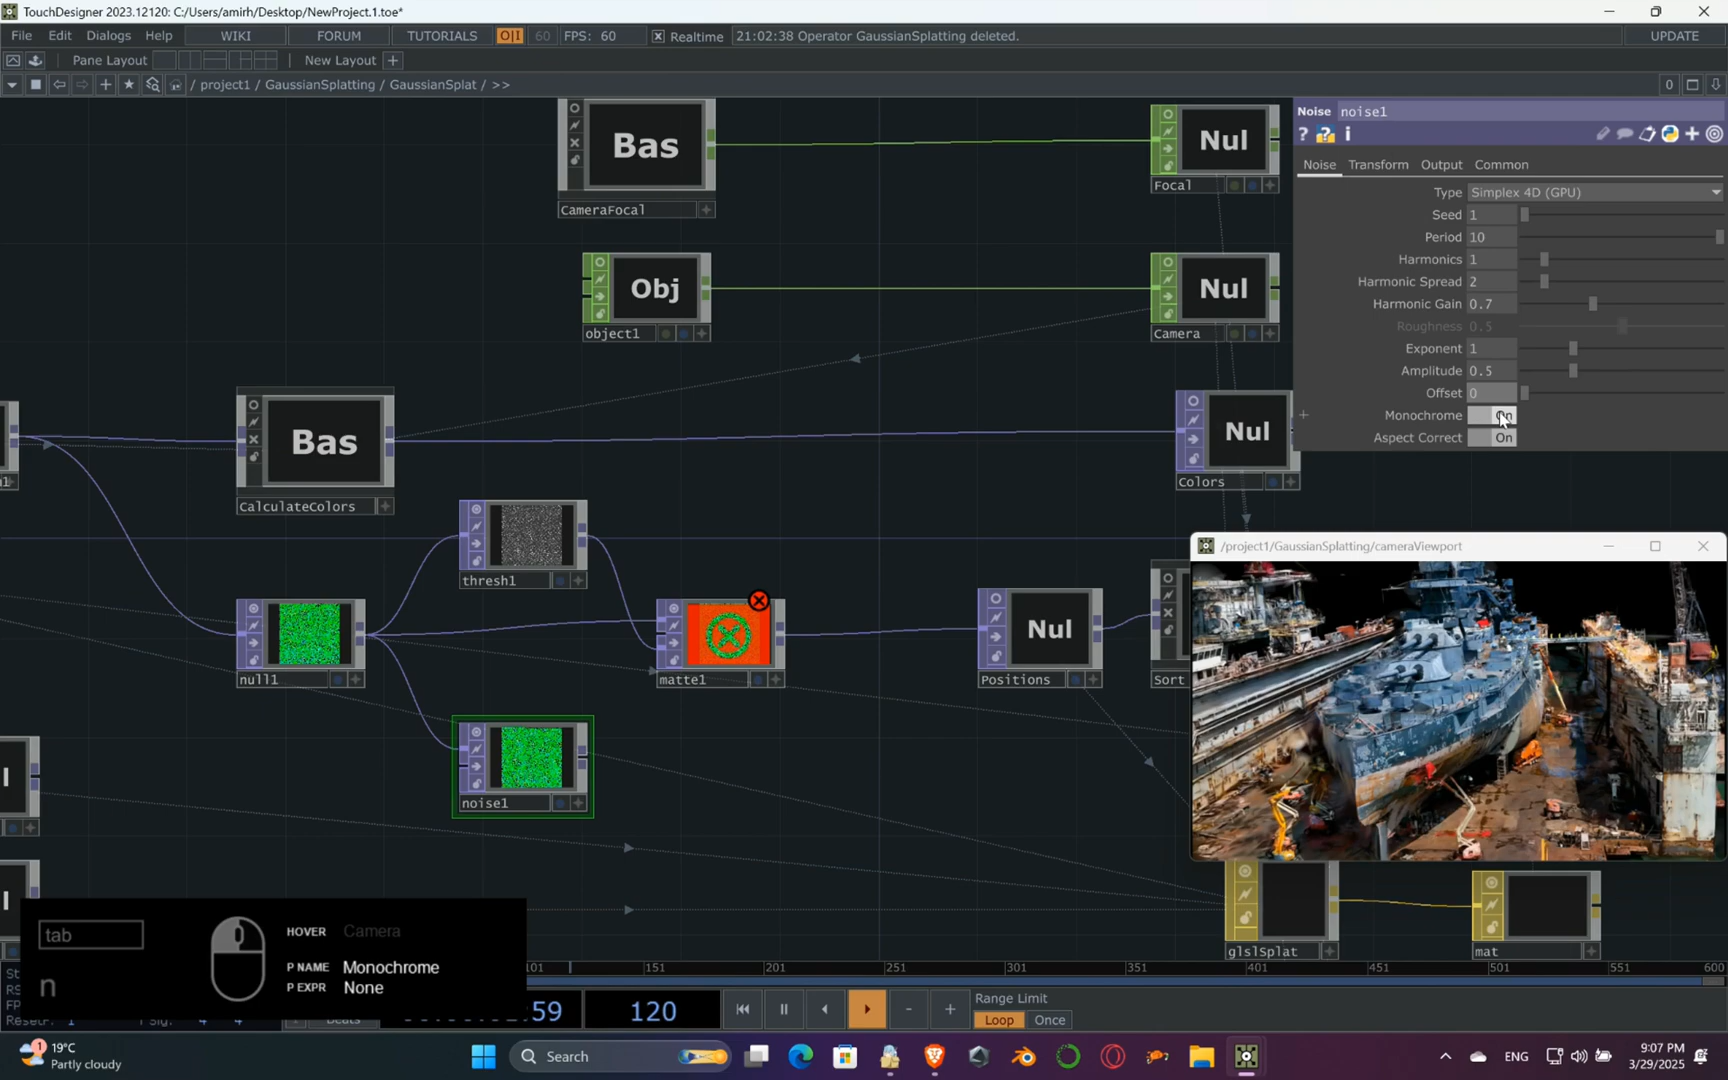 TouchDesigner 2023.12120: C:/Users/amirh/Desktop/NewProject.1.toe*
File Edit Dialogs Help WIKI FORUM TUTORIALS O|I 60 FPS: 60 Realtime 21:02:38 Operator GaussianSplatting deleted. UPDATE
Pane Layout New Layout
/ project1 / GaussianSplatting / GaussianSplat / >> 0
Bas
CameraFocal
Nul
Focal
Obj
object1
Nul
Camera
Bas
CalculateColors
Nul
Colors
thresh1
null1
matte1
Nul
Positions
Sort
noise1
glslSplat
mat
Noise noise1
Noise Transform Output Common
Type Simplex 4D (GPU)
Seed 1
Period 10
Harmonics 1
Harmonic Spread 2
Harmonic Gain 0.7
Roughness 0.5
Exponent 1
Amplitude 0.5
Offset 0
Monochrome On
Aspect Correct On
/project1/GaussianSplatting/cameraViewport
tab
n
HOVER Camera
P NAME Monochrome
P EXPR None
101 151 201 251 301 351 401 451 501 551 600
59 120
Range Limit
Loop Once
Beats
1
19°C
Partly cloudy
Search
ENG
9:07 PM
3/29/2025